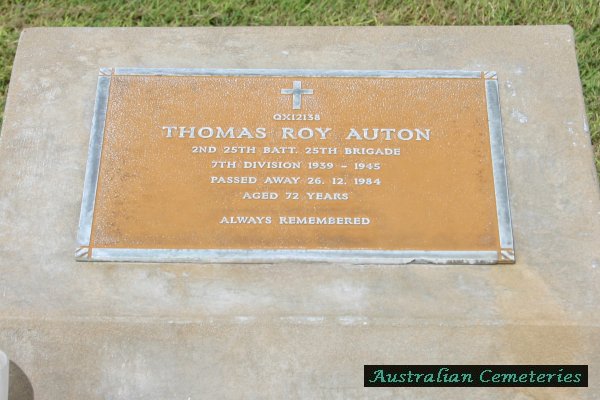 QX12138
THOMAS ROY AUTON
2ND 25TH BATT. 25TH BRIGADE
7TH DIVISION 1939 - 1945
PASSED AWAY 26. 12. 1984
AGED 72 YEARS
ALWAYS REMEMBERED
Australian Cemeteries